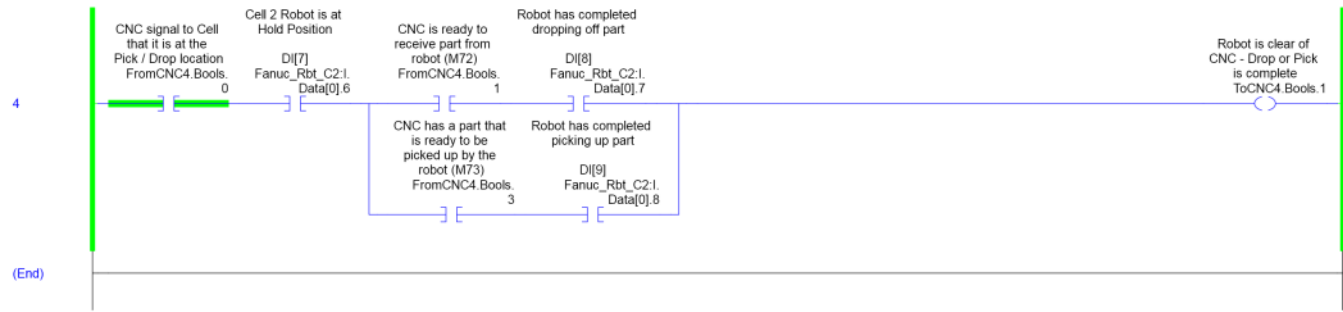 CNC signal to Cell
that it is at the
Pick / Drop location
FromCNC4.Bools.
0
Cell 2 Robot is at
Hold Position
DI[7]
Fanuc_Rbt_C2:I.
Data[0].6
CNC is ready to
receive part from
robot (M72)
FromCNC4.Bools.
1
Robot has completed
dropping off part
DI[8]
Fanuc_Rbt_C2:I.
Data[0].7
Robot is clear of
CNC - Drop or Pick
is complete
ToCNC4.Bools.1
4
CNC has a part that
is ready to be
picked up by the
robot (M73)
FromCNC4.Bools.
3
Robot has completed
picking up part
DI[9]
Fanuc_Rbt_C2:I.
Data[0].8
(End)